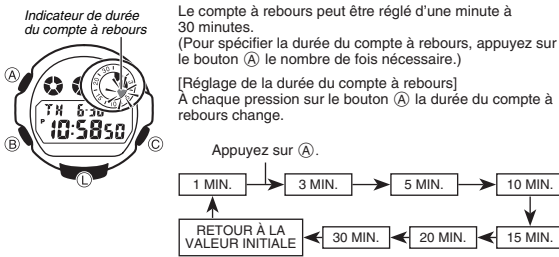 Indicateur de durée
du compte à rebours
Ⓐ
Ⓑ
Ⓒ
Ⓛ
TH 6-30
P
10:58 50
Le compte à rebours peut être réglé d'une minute à
30 minutes.
(Pour spécifier la durée du compte à rebours, appuyez sur
le bouton Ⓐ le nombre de fois nécessaire.)
[Réglage de la durée du compte à rebours]
À chaque pression sur le bouton Ⓐ la durée du compte à
rebours change.
Appuyez sur Ⓐ.
1 MIN.
3 MIN.
5 MIN.
10 MIN.
15 MIN.
20 MIN.
30 MIN.
RETOUR À LA
VALEUR INITIALE